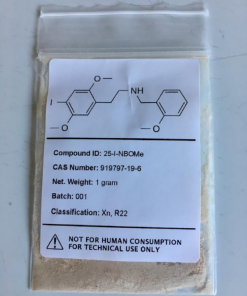 O
I
NH
O
O
Compound ID: 25-I-NBOMe
CAS Number: 919797-19-6
Net. Weight: 1 gram
Batch: 001
Classification: Xn, R22
NOT FOR HUMAN CONSUMPTION
FOR TECHNICAL USE ONLY